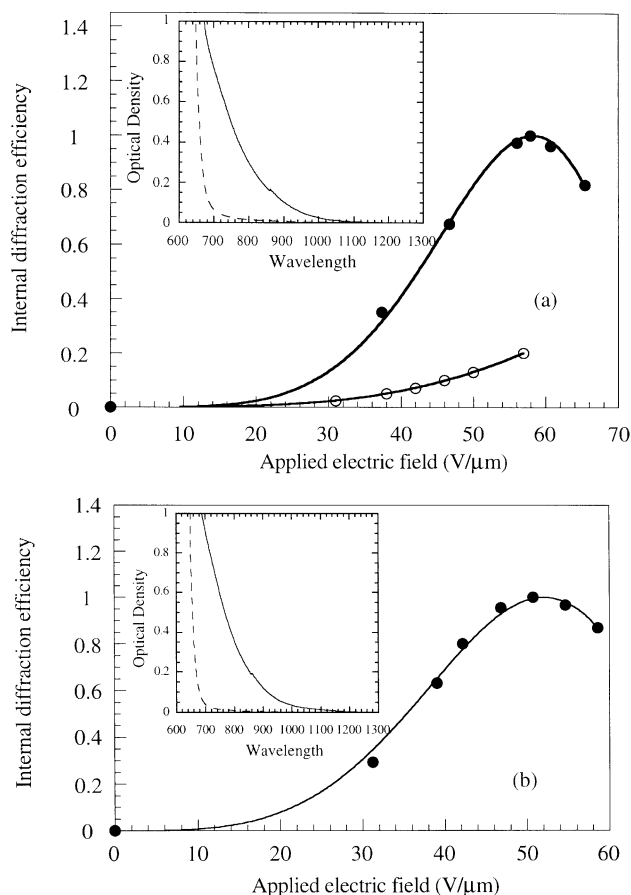 1.4
1.2
1
0.8
0.6
0.4
0.2
0
0 10 20 30 40 50 60 70
Internal diffraction efficiency
Applied electric field (V/μm)
(a)
1
0.8
0.6
0.4
0.2
0
600 700 800 900 1000 1100 1200 1300
Optical Density
Wavelength
1.4
1.2
1
0.8
0.6
0.4
0.2
0
0 10 20 30 40 50 60
Internal diffraction efficiency
Applied electric field (V/μm)
(b)
1
0.8
0.6
0.4
0.2
0
600 700 800 900 1000 1100 1200 1300
Optical Density
Wavelength